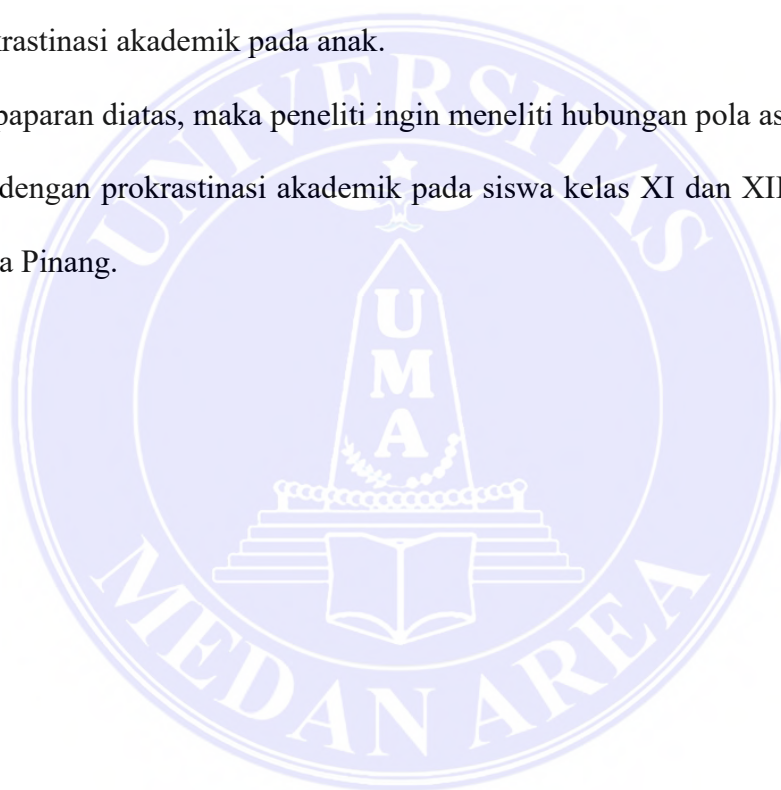 krastinasi akademik pada anak.
paparan diatas, maka peneliti ingin meneliti hubungan pola as
dengan prokrastinasi akademik pada siswa kelas XI dan XII
a Pinang.
UNIVERSITAS
U
M
A
MEDAN AREA